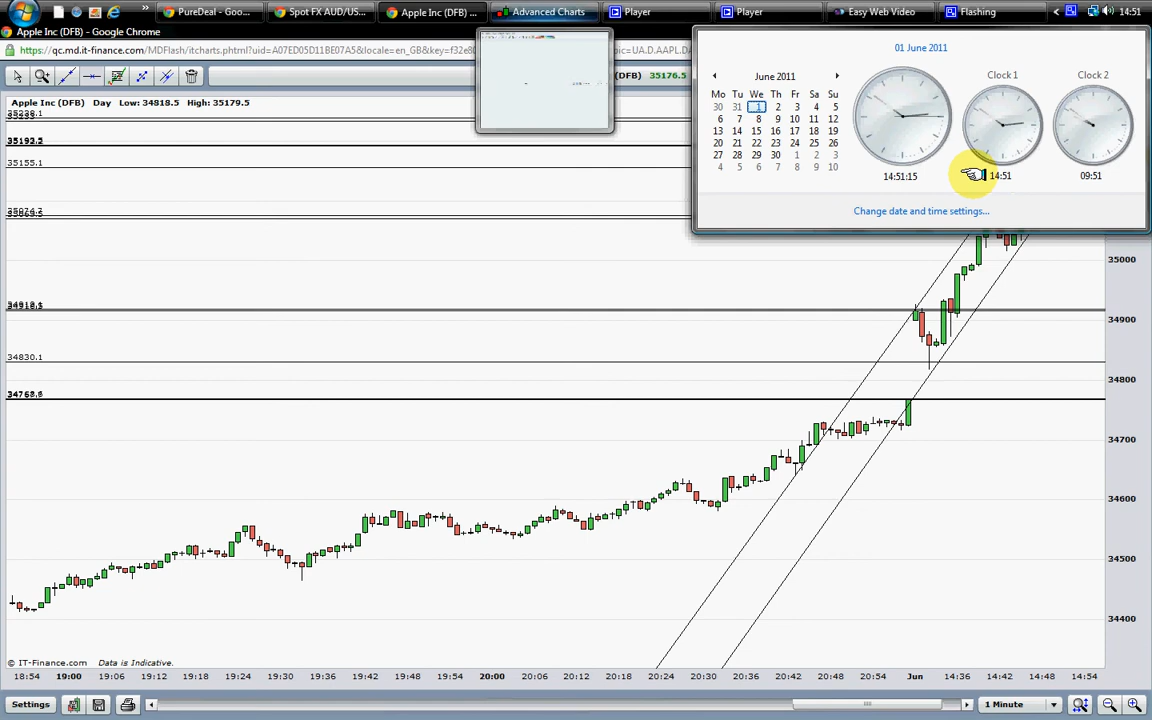 PureDeal - Goo...
Spot FX AUD/US...
Apple Inc (DFB) ...
Advanced Charts
Player
Player
Easy Web Video
Flashing
14:51
Apple Inc (DFB) - Google Chrome
https://qc.md.it-finance.com/MDFlash/itcharts.phtml?uid=A07ED05D11BE07A5&locale=en_GB&key=f32e80
pic=UA.D.AAPL.DA
(DFB) 35176.5
Apple Inc (DFB) Day Low: 34818.5 High: 35179.5
01 June 2011
June 2011
Mo Tu We Th Fr Sa Su
30 31 1 2 3 4 5
6 7 8 9 10 11 12
13 14 15 16 17 18 19
20 21 22 23 24 25 26
27 28 29 30 1 2 3
4 5 6 7 8 9 10
Clock 1
Clock 2
14:51:15
14:51
09:51
Change date and time settings...
35155.1
34830.1
35000
34900
34800
34700
34600
34500
34400
© IT-Finance.com Data is Indicative.
18:54 19:00 19:06 19:12 19:18 19:24 19:30 19:36 19:42 19:48 19:54 20:00 20:06 20:12 20:18 20:24 20:30 20:36 20:42 20:48 20:54 Jun 14:36 14:42 14:48 14:54
Settings
1 Minute